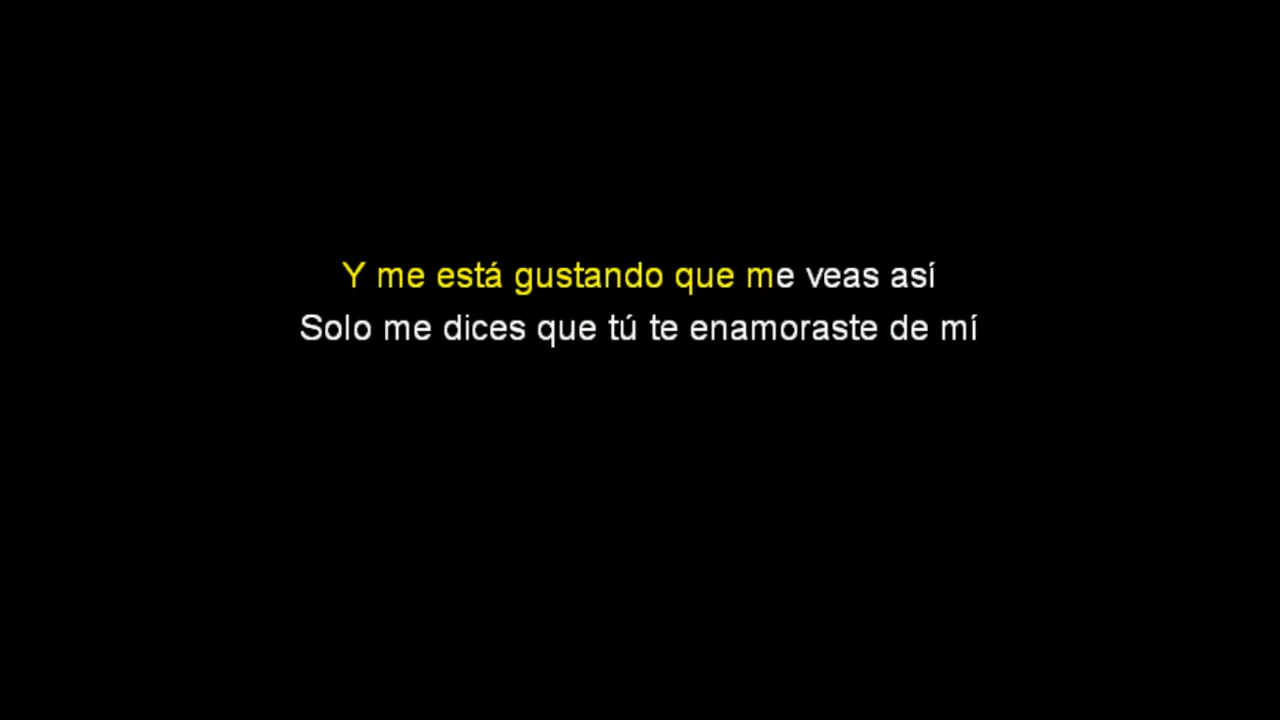 Y me está gustando que me veas así
Solo me dices que tú te enamoraste de mí